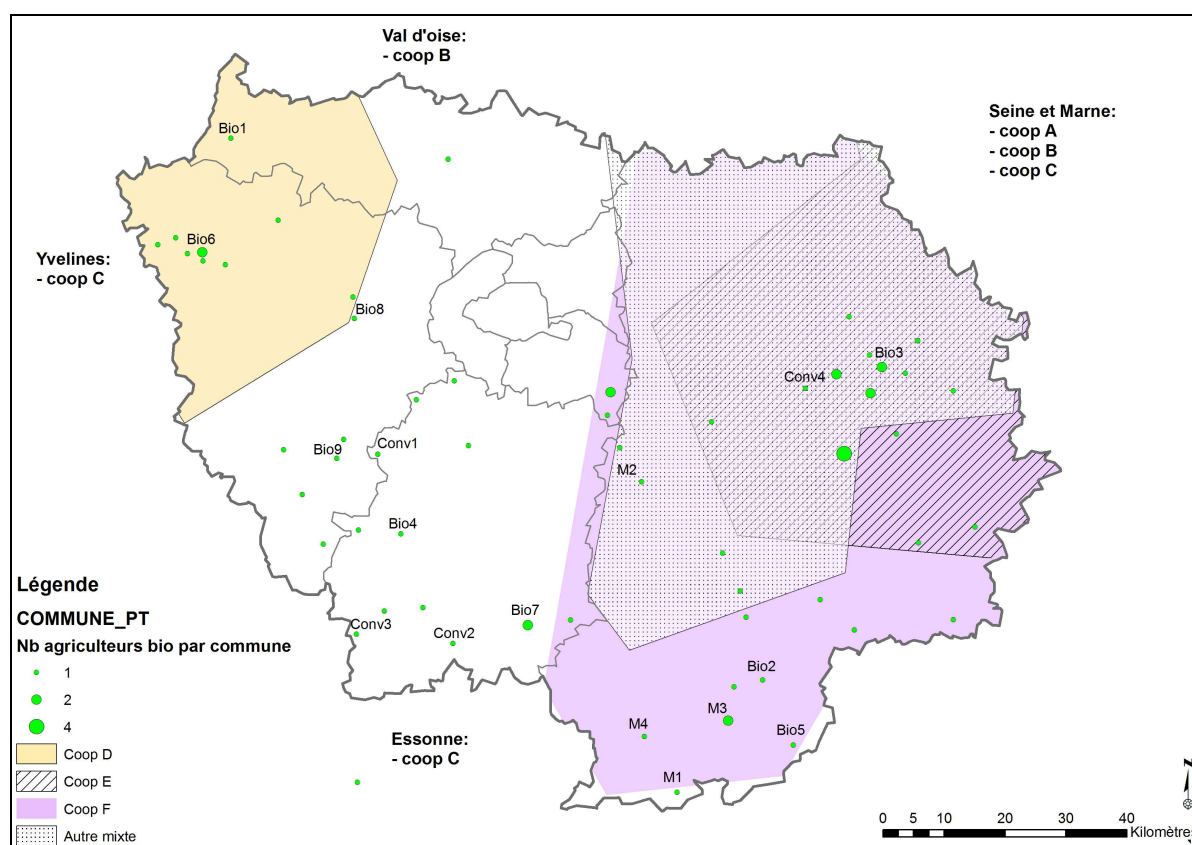 Val d'oise:
- coop B
Seine et Marne:
- coop A
- coop B
- coop C
Bio1
Bio6
Yvelines:
- coop C
Bio8
Bio3
Conv4
Bio9
Conv1
M2
Bio4
Bio7
Conv3
Conv2
Bio2
M3
M4
Bio5
M1
Essonne:
- coop C
Légende
COMMUNE_PT
Nb agriculteurs bio par commune
1
2
4
Coop D
Coop E
Coop F
Autre mixte
N
0 5 10 20 30 40
Kilomètres